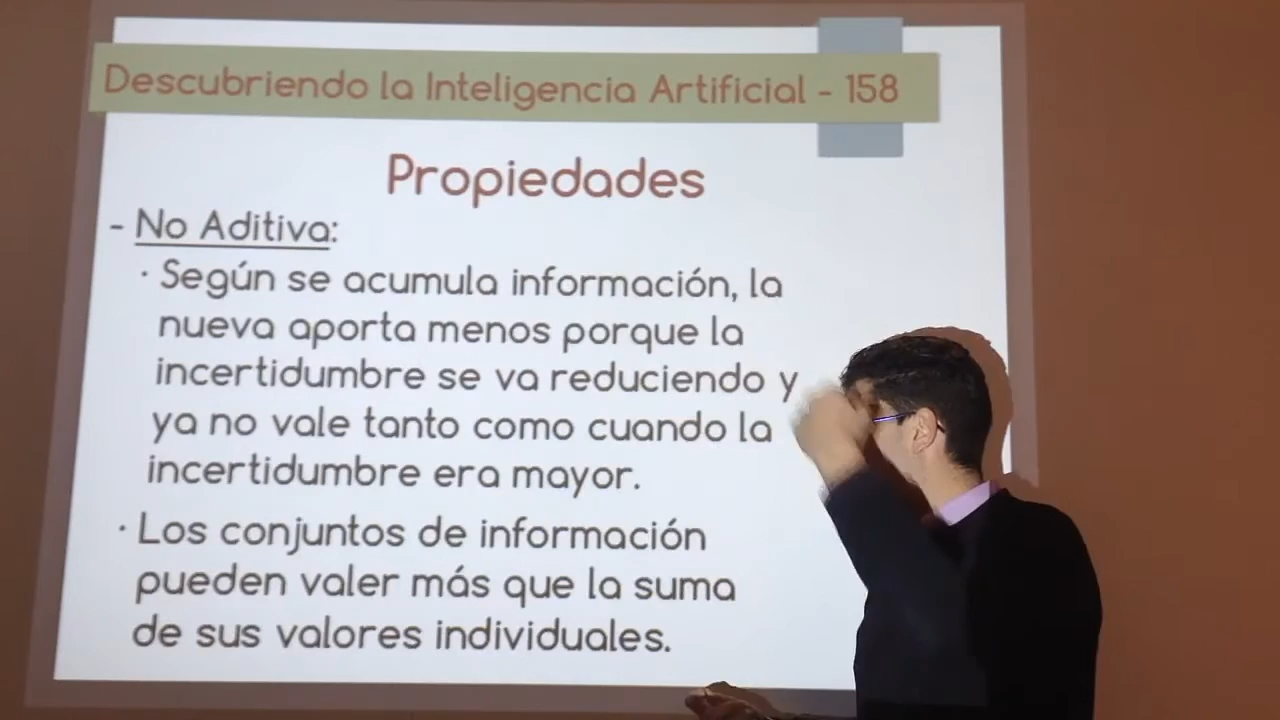 Descubriendo la Inteligencia Artificial - 158
Propiedades
- No Aditiva:
· Según se acumula información, la
nueva aporta menos porque la
incertidumbre se va reduciendo y
ya no vale tanto como cuando la
incertidumbre era mayor.
· Los conjuntos de información
pueden valer más que la suma
de sus valores individuales.